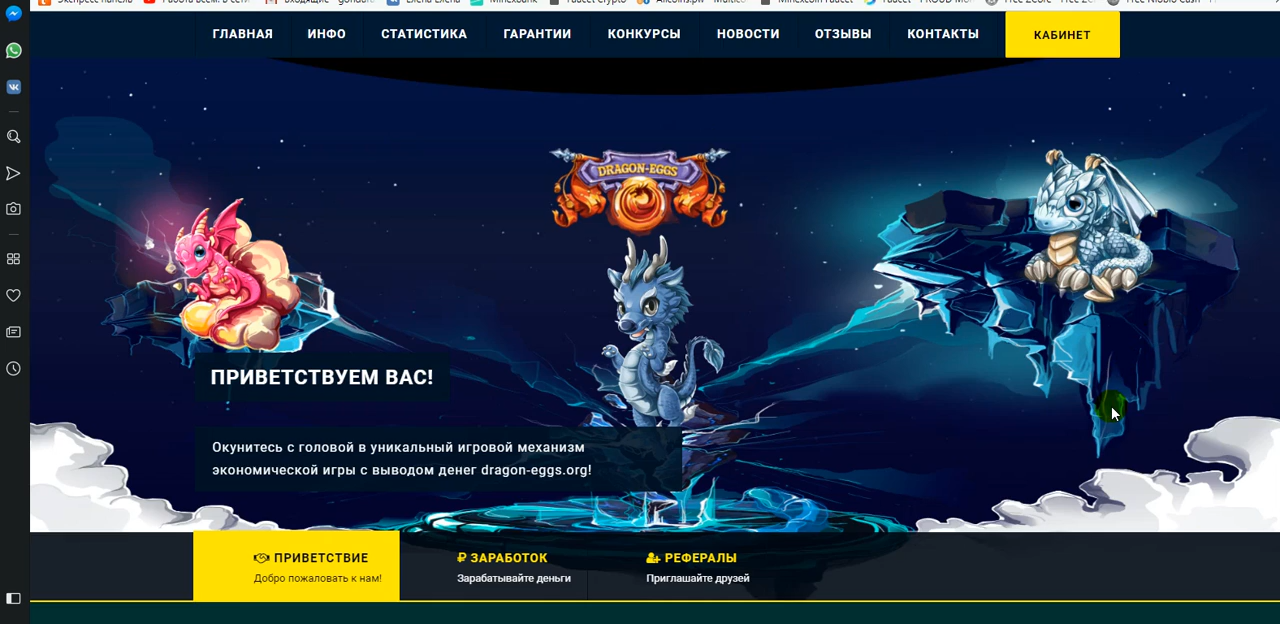 ГЛАВНАЯ ИНФО СТАТИСТИКА ГАРАНТИИ КОНКУРСЫ НОВОСТИ ОТЗЫВЫ КОНТАКТЫ КАБИНЕТ
DRAGON-EGGS
ПРИВЕТСТВУЕМ ВАС!
Окунитесь с головой в уникальный игровой механизм
экономической игры с выводом денег dragon-eggs.org!
ПРИВЕТСТВИЕ ЗАРАБОТОК РЕФЕРАЛЫ
Добро пожаловать к нам! Зарабатывайте деньги Приглашайте друзей